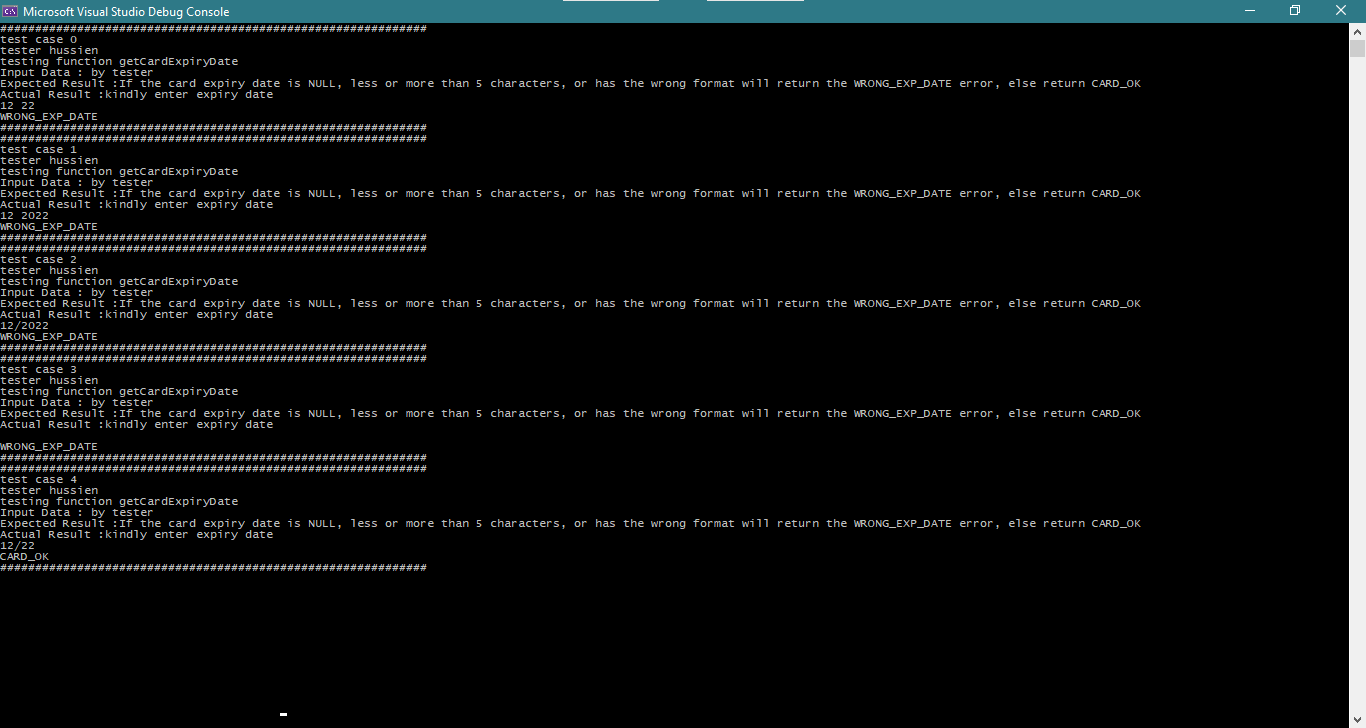 Microsoft Visual Studio Debug Console
#############################################################
test case 0
tester hussien
testing function getCardExpiryDate
Input Data : by tester
Expected Result :If the card expiry date is NULL, less or more than 5 characters, or has the wrong format will return the WRONG_EXP_DATE error, else return CARD_OK
Actual Result :kindly enter expiry date
12 22
WRONG_EXP_DATE
#############################################################
#############################################################
test case 1
tester hussien
testing function getCardExpiryDate
Input Data : by tester
Expected Result :If the card expiry date is NULL, less or more than 5 characters, or has the wrong format will return the WRONG_EXP_DATE error, else return CARD_OK
Actual Result :kindly enter expiry date
12 2022
WRONG_EXP_DATE
#############################################################
#############################################################
test case 2
tester hussien
testing function getCardExpiryDate
Input Data : by tester
Expected Result :If the card expiry date is NULL, less or more than 5 characters, or has the wrong format will return the WRONG_EXP_DATE error, else return CARD_OK
Actual Result :kindly enter expiry date
12/2022
WRONG_EXP_DATE
#############################################################
#############################################################
test case 3
tester hussien
testing function getCardExpiryDate
Input Data : by tester
Expected Result :If the card expiry date is NULL, less or more than 5 characters, or has the wrong format will return the WRONG_EXP_DATE error, else return CARD_OK
Actual Result :kindly enter expiry date
WRONG_EXP_DATE
#############################################################
#############################################################
test case 4
tester hussien
testing function getCardExpiryDate
Input Data : by tester
Expected Result :If the card expiry date is NULL, less or more than 5 characters, or has the wrong format will return the WRONG_EXP_DATE error, else return CARD_OK
Actual Result :kindly enter expiry date
12/22
CARD_OK
#############################################################